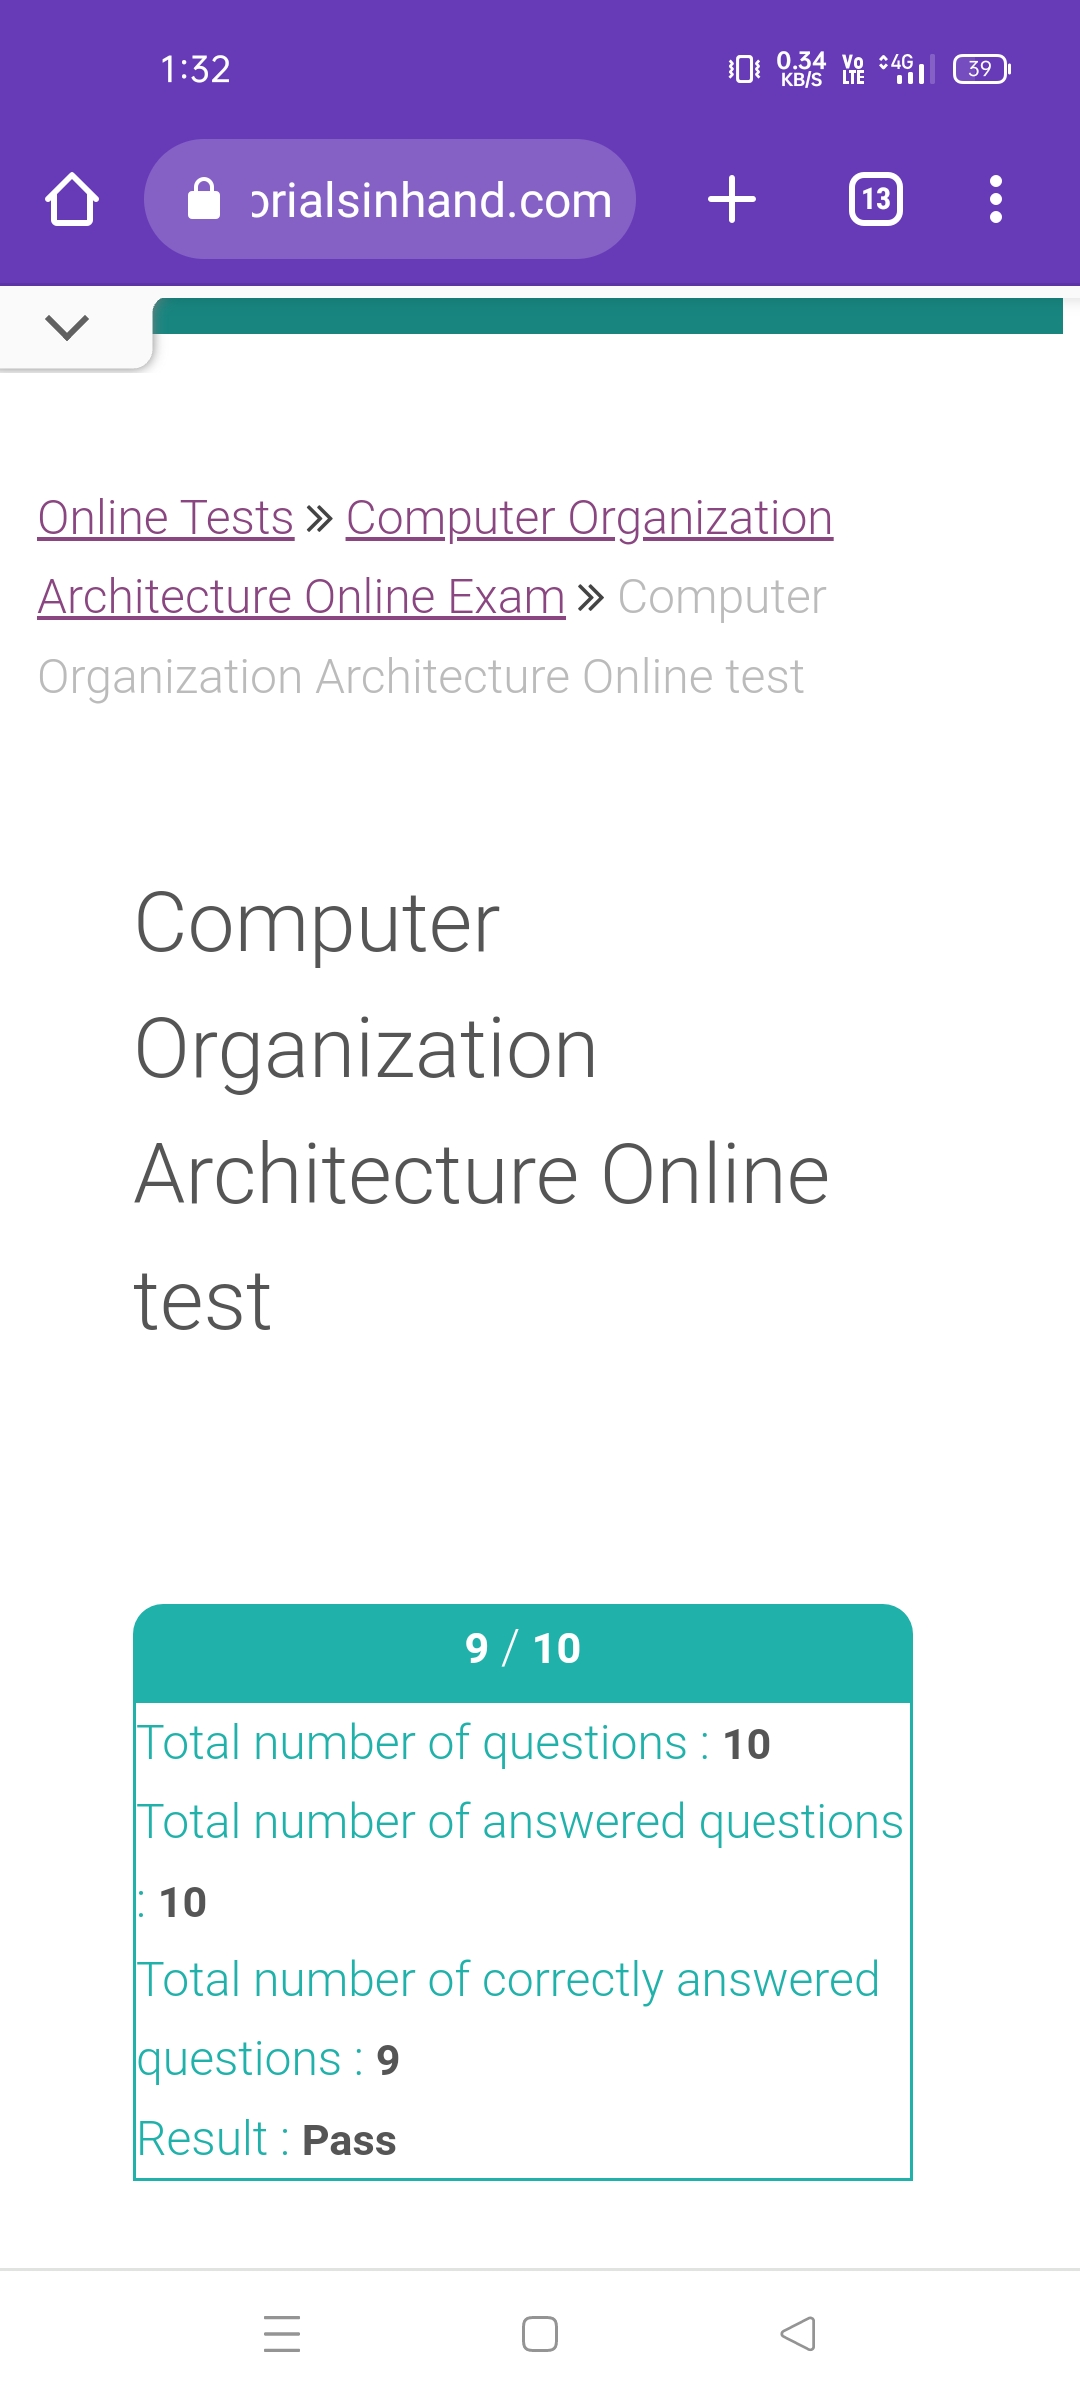 1:32
0.34 KB/S Vo LTE 4G 39
orialsinhand.com
13
Online Tests » Computer Organization
Architecture Online Exam » Computer
Organization Architecture Online test
Computer
Organization
Architecture Online
test
9 / 10
Total number of questions : 10
Total number of answered questions
: 10
Total number of correctly answered
questions : 9
Result : Pass